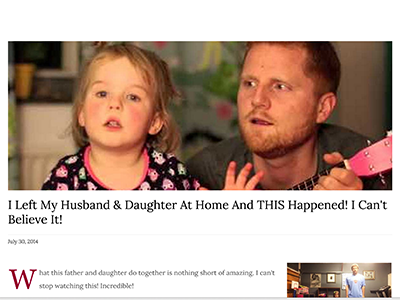 I Left My Husband & Daughter At Home And THIS Happened! I Can't
Believe It!
July 30, 2014
What this father and daughter do together is nothing short of amazing. I can't
stop watching this! Incredible!